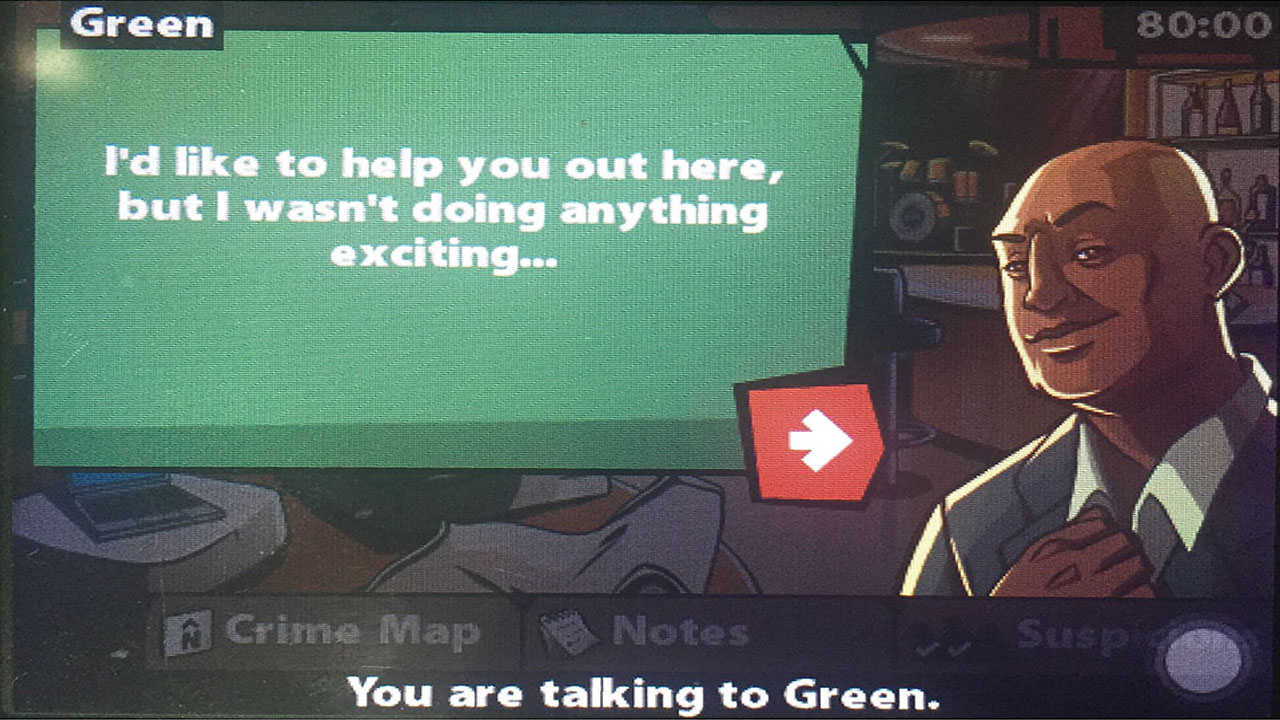 Green
80:00
I'd like to help you out here,
but I wasn't doing anything
exciting...
Crime Map
Notes
You are talking to Green.